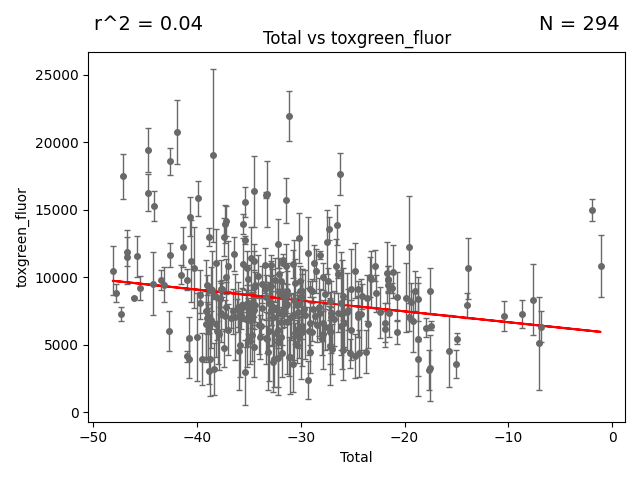 r^2 = 0.04 N = 294
Total vs toxgreen_fluor
25000
20000
15000
10000
5000
0
toxgreen_fluor
−50 −40 −30 −20 −10 0
Total